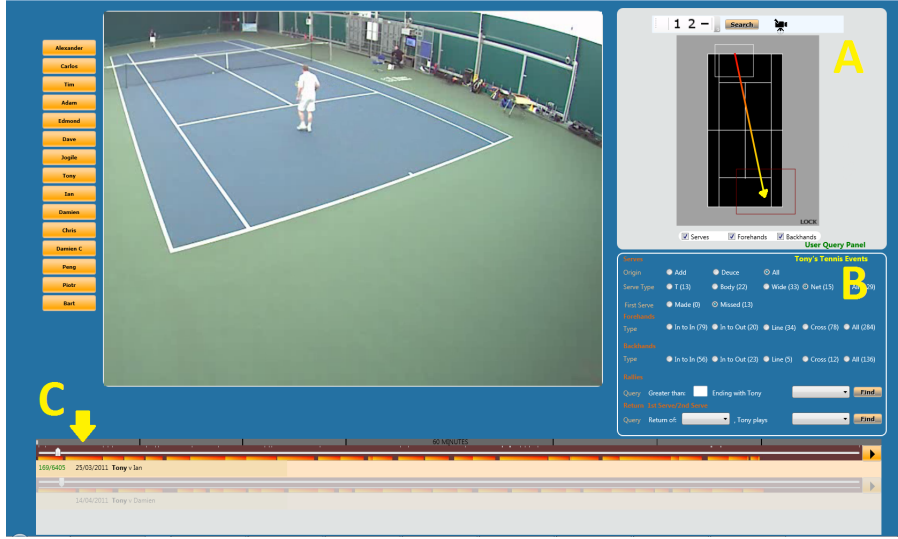 1 2 -
Search
A
Alexander
Carlos
Tim
Adam
Edmond
Dave
Jogile
Tony
Ian
Damien
Chris
Damien C
Peng
Piotr
Bart
LOCK
Serves Forehands Backhands
User Query Panel
Serves
Tony's Tennis Events
B
Origin Add Deuce All
Serve Type T (13) Body (22) Wide (33) Net (15)
First Serve Made (0) Missed (13)
Forehands
Type In to In (79) In to Out (20) Line (34) Cross (78) All (284)
Backhands
Type In to In (56) In to Out (23) Line (5) Cross (12) All (136)
Rallies
Query Greater than: Ending with Tony Find
Return 1st Serve/2nd Serve
Query Return of: , Tony plays Find
C
60 MINUTES
169/6405 25/03/2011 Tony v Ian
14/04/2011 Tony v Damien